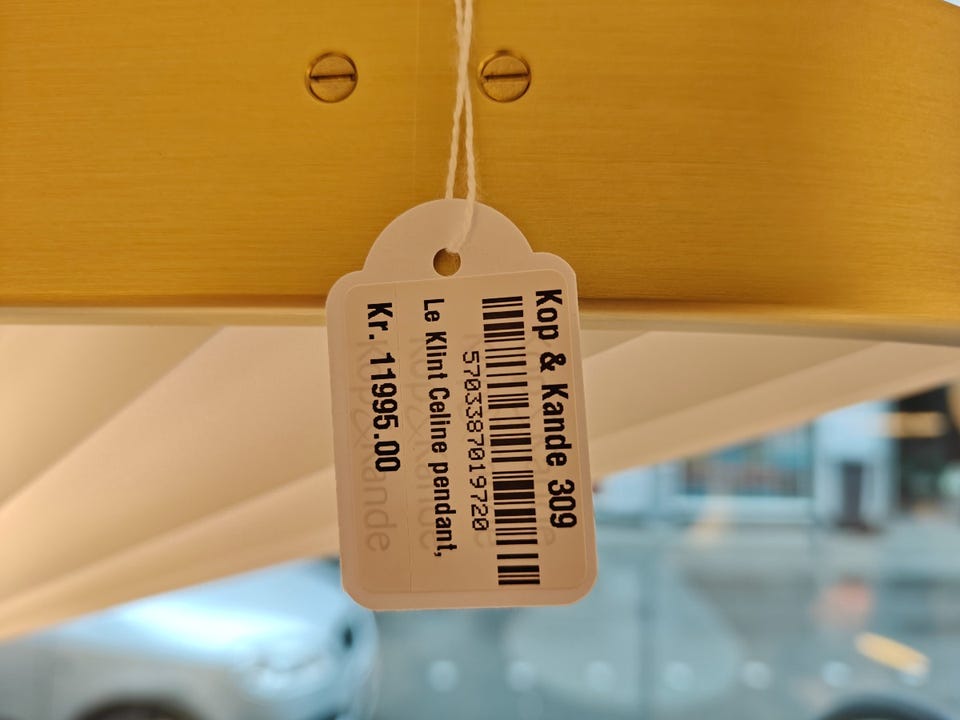 Kop & Kande 309
5703387019720
Le Klint Celine pendant,
Kr. 11995.00